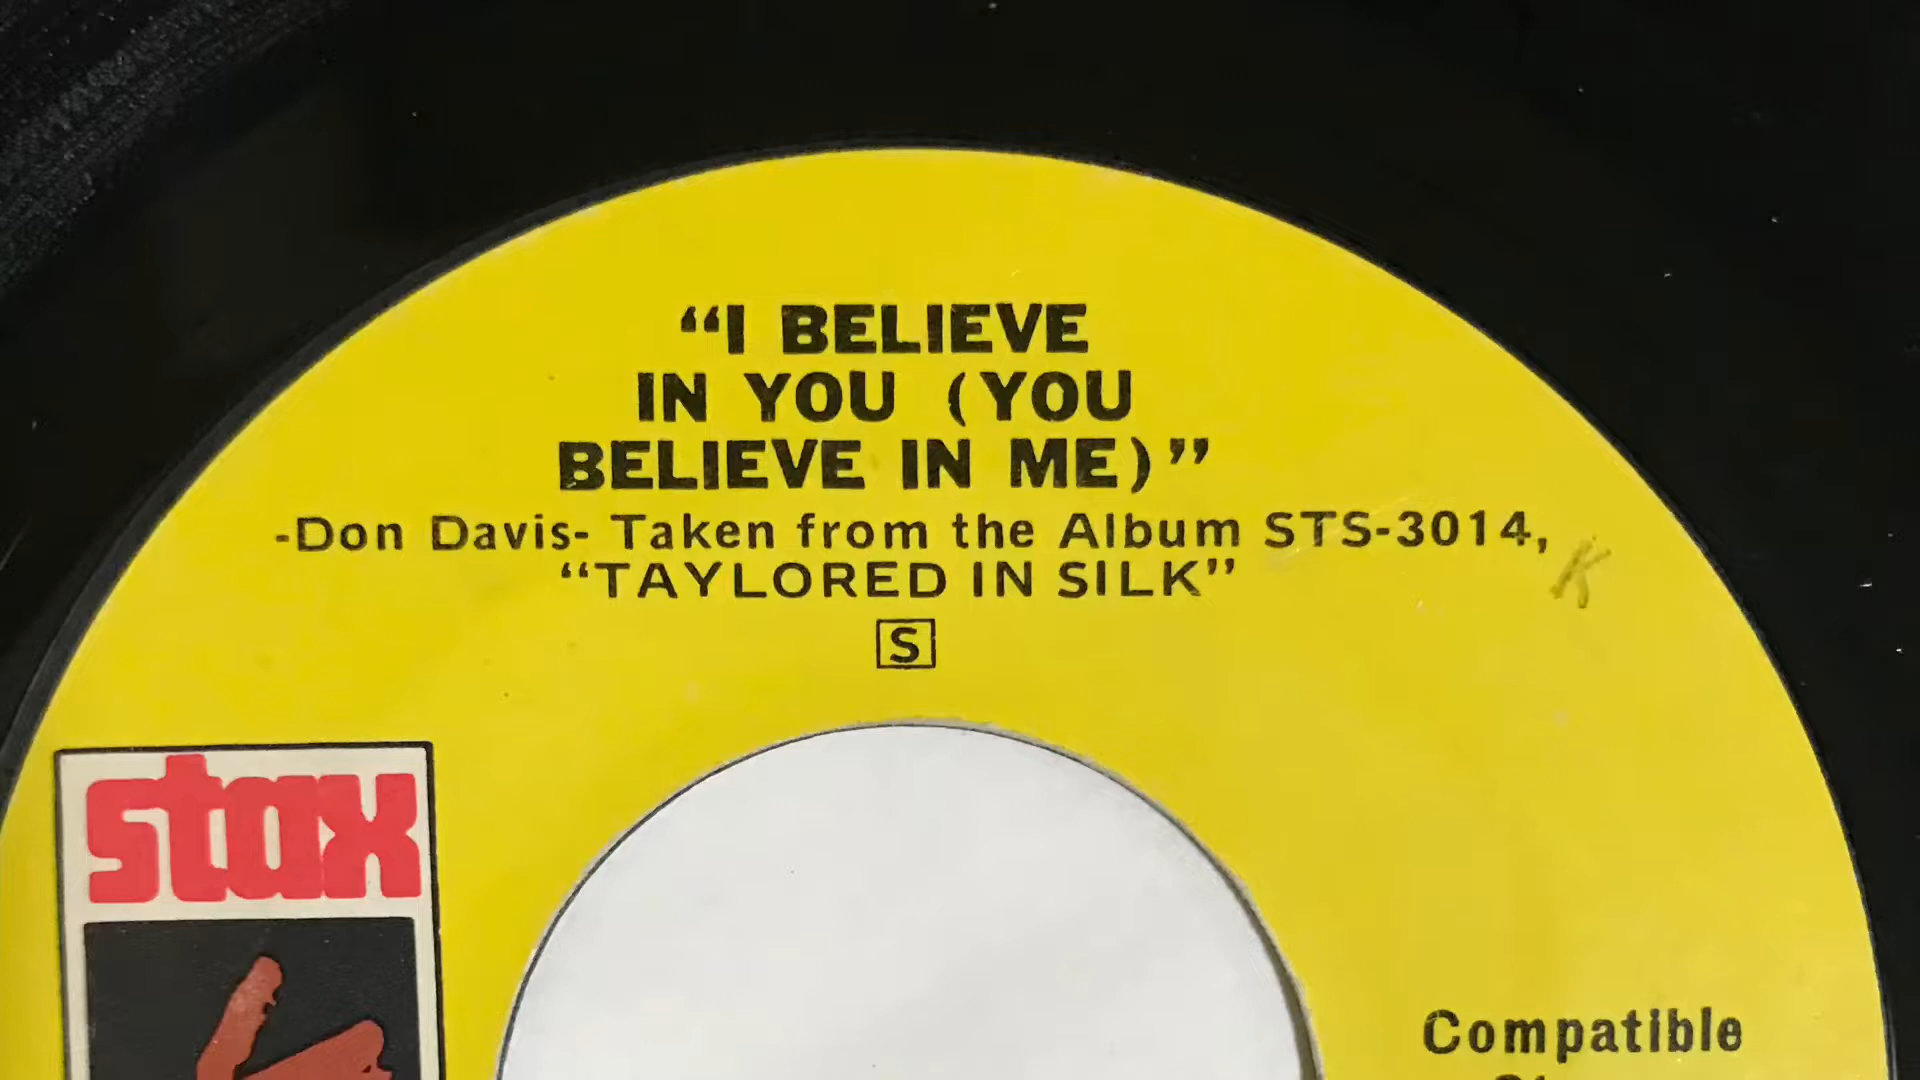 “I BELIEVE
IN YOU (YOU
BELIEVE IN ME)”
-Don Davis- Taken from the Album STS-3014,
“TAYLORED IN SILK”
S
K
stax
Compatible